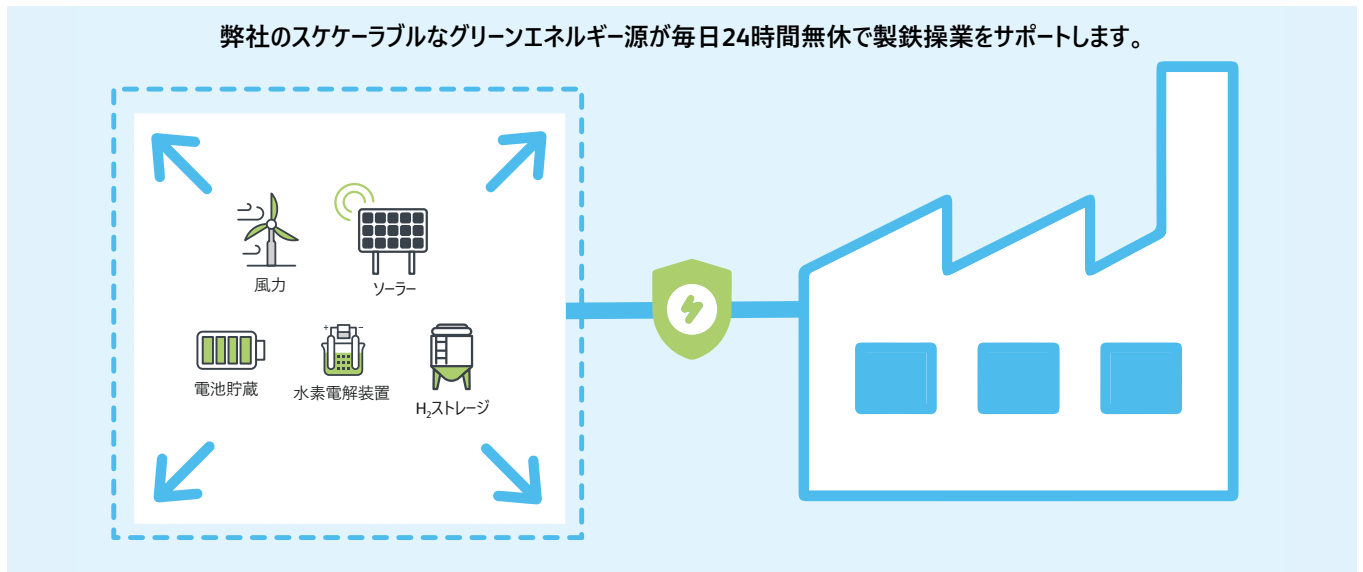 弊社のスケケーラブルなグリーンエネルギー源が毎日24時間無休で製鉄操業をサポートします。
風力
ソーラー
+ −
電池貯蔵
水素電解装置
H₂ストレージ